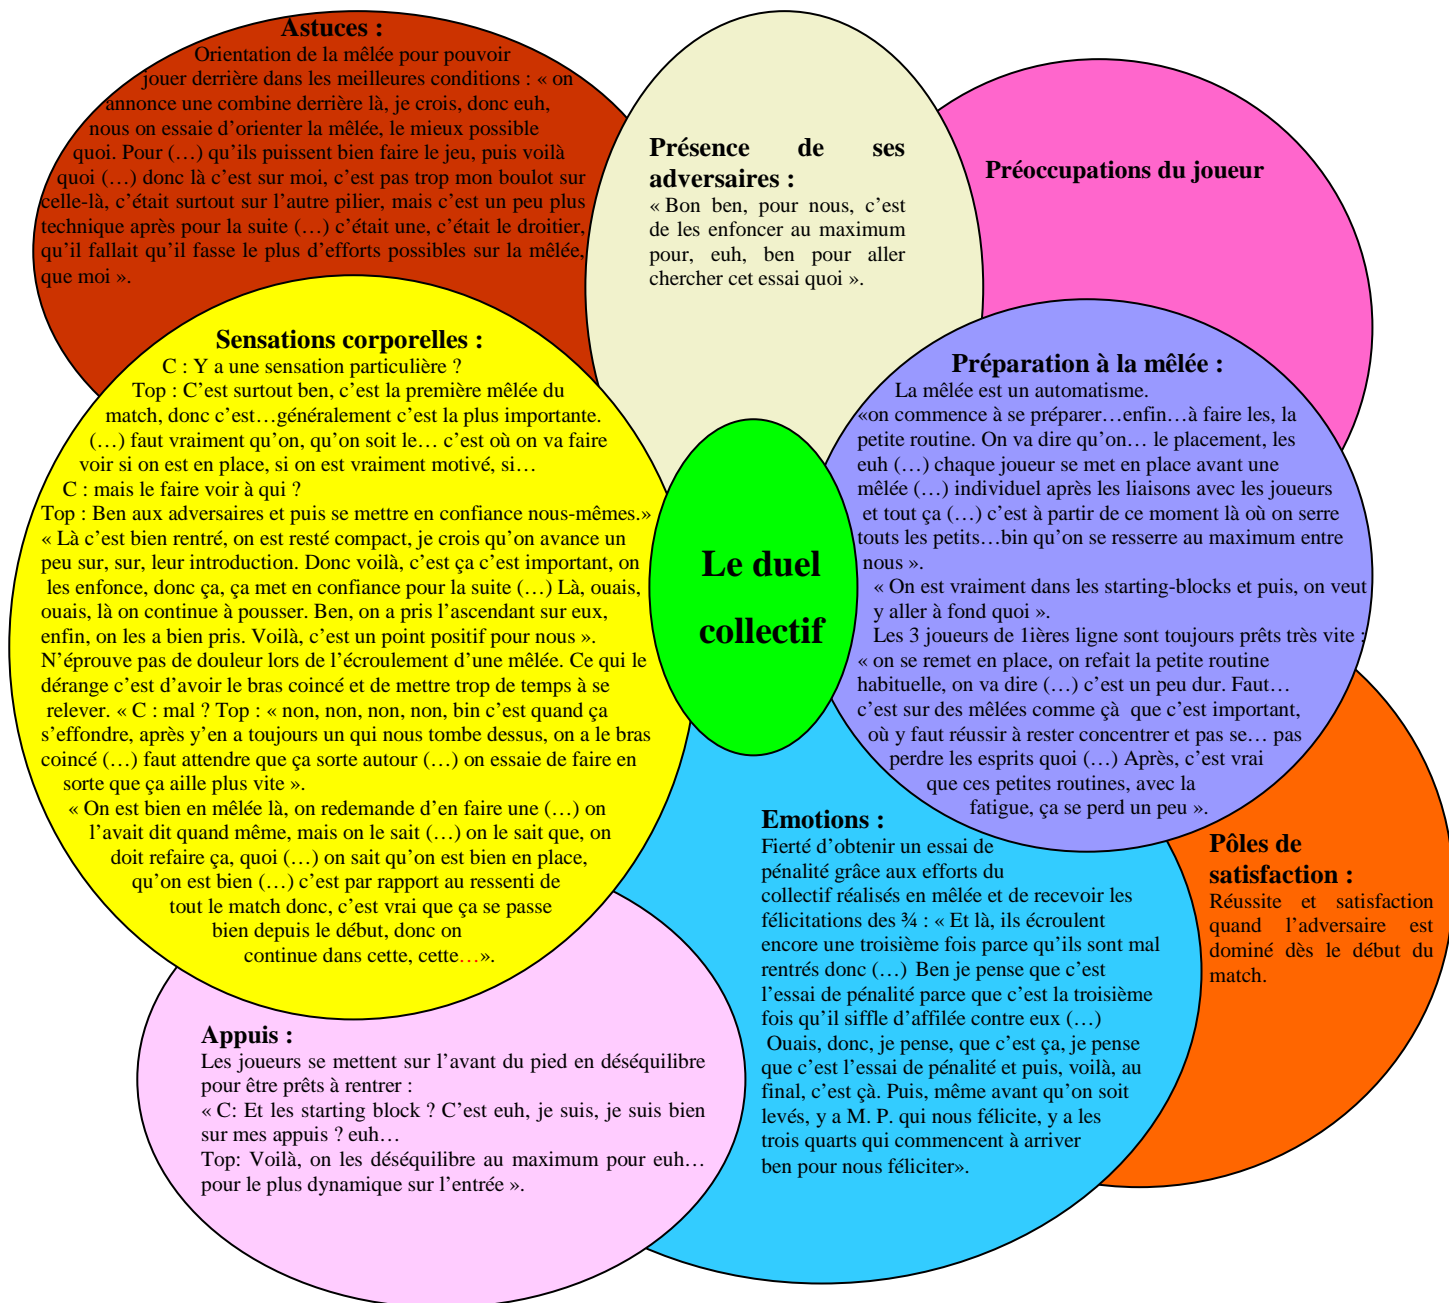 Astuces :
Orientation de la mêlée pour pouvoir
jouer derrière dans les meilleures conditions : « on
annonce une combine derrière là, je crois, donc euh,
nous on essaie d’orienter la mêlée, le mieux possible
quoi. Pour (…) qu’ils puissent bien faire le jeu, puis voilà
quoi (…) donc là c’est sur moi, c’est pas trop mon boulot sur
celle-là, c’était surtout sur l’autre pilier, mais c’est un peu plus
technique après pour la suite (…) c’était une, c’était le droitier,
qu’il fallait qu’il fasse le plus d’efforts possibles sur la mêlée,
que moi ».
Présence de ses
adversaires :
« Bon ben, pour nous, c’est
de les enfoncer au maximum
pour, euh, ben pour aller
chercher cet essai quoi ».
Préoccupations du joueur
Sensations corporelles :
C : Y a une sensation particulière ?
Top : C’est surtout ben, c’est la première mêlée du
match, donc c’est…généralement c’est la plus importante.
(…) faut vraiment qu’on, qu’on soit le… c’est où on va faire
voir si on est en place, si on est vraiment motivé, si…
C : mais le faire voir à qui ?
Top : Ben aux adversaires et puis se mettre en confiance nous-mêmes.»
« Là c’est bien rentré, on est resté compact, je crois qu’on avance un
peu sur, sur, leur introduction. Donc voilà, c’est ça c’est important, on
les enfonce, donc ça, ça met en confiance pour la suite (…) Là, ouais,
ouais, là on continue à pousser. Ben, on a pris l’ascendant sur eux,
enfin, on les a bien pris. Voilà, c’est un point positif pour nous ».
N’éprouve pas de douleur lors de l’écroulement d’une mêlée. Ce qui le
dérange c’est d’avoir le bras coincé et de mettre trop de temps à se
relever. « C : mal ? Top : « non, non, non, non, bin c’est quand ça
s’effondre, après y’en a toujours un qui nous tombe dessus, on a le bras
coincé (…) faut attendre que ça sorte autour (…) on essaie de faire en
sorte que ça aille plus vite ».
« On est bien en mêlée là, on redemande d’en faire une (…) on
l’avait dit quand même, mais on le sait (…) on le sait que, on
doit refaire ça, quoi (…) on sait qu’on est bien en place,
qu’on est bien (…) c’est par rapport au ressenti de
tout le match donc, c’est vrai que ça se passe
bien depuis le début, donc on
continue dans cette, cette…».
Le duel
collectif
Préparation à la mêlée :
La mêlée est un automatisme.
«on commence à se préparer…enfin…à faire les, la
petite routine. On va dire qu’on… le placement, les
euh (…) chaque joueur se met en place avant une
mêlée (…) individuel après les liaisons avec les joueurs
et tout ça (…) c’est à partir de ce moment là où on serre
touts les petits…bin qu’on se resserre au maximum entre
nous ».
« On est vraiment dans les starting-blocks et puis, on veut
y aller à fond quoi ».
Les 3 joueurs de 1ières ligne sont toujours prêts très vite :
« on se remet en place, on refait la petite routine
habituelle, on va dire (…) c’est un peu dur. Faut…
c’est sur des mêlées comme çà que c’est important,
où y faut réussir à rester concentrer et pas se… pas
perdre les esprits quoi (…) Après, c’est vrai
que ces petites routines, avec la
fatigue, ça se perd un peu ».
Emotions :
Fierté d’obtenir un essai de
pénalité grâce aux efforts du
collectif réalisés en mêlée et de recevoir les
félicitations des ¾ : « Et là, ils écroulent
encore une troisième fois parce qu’ils sont mal
rentrés donc (…) Ben je pense que c’est
l’essai de pénalité parce que c’est la troisième
fois qu’il siffle d’affilée contre eux (…)
Ouais, donc, je pense, que c’est ça, je pense
que c’est l’essai de pénalité et puis, voilà, au
final, c’est çà. Puis, même avant qu’on soit
levés, y a M. P. qui nous félicite, y a les
trois quarts qui commencent à arriver
ben pour nous féliciter».
Pôles de
satisfaction :
Réussite et satisfaction
quand l’adversaire est
dominé dès le début du
match.
Appuis :
Les joueurs se mettent sur l’avant du pied en déséquilibre
pour être prêts à rentrer :
« C: Et les starting block ? C’est euh, je suis, je suis bien
sur mes appuis ? euh…
Top: Voilà, on les déséquilibre au maximum pour euh…
pour le plus dynamique sur l’entrée ».